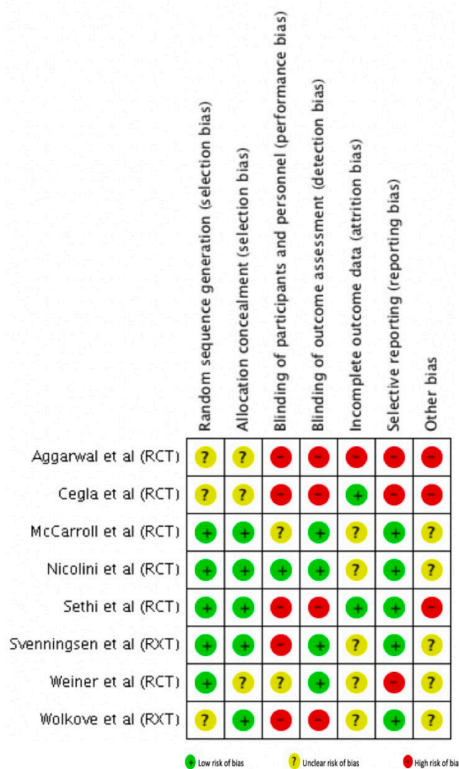 Random sequence generation (selection bias)
Allocation concealment (selection bias)
Blinding of participants and personnel (performance bias)
Blinding of outcome assessment (detection bias)
Incomplete outcome data (attrition bias)
Selective reporting (reporting bias)
Other bias
Aggarwal et al (RCT) ? ? - - - - -
Cegla et al (RCT) ? ? - - + - -
McCarroll et al (RCT) + + ? + ? + ?
Nicolini et al (RCT) + + + + ? + ?
Sethi et al (RCT) + + - - + + -
Svenningsen et al (RXT) + + - + ? + ?
Weiner et al (RCT) + ? ? + ? - ?
Wolkove et al (RXT) ? + - - ? + ?
+ Low risk of bias ? Unclear risk of bias - High risk of bia